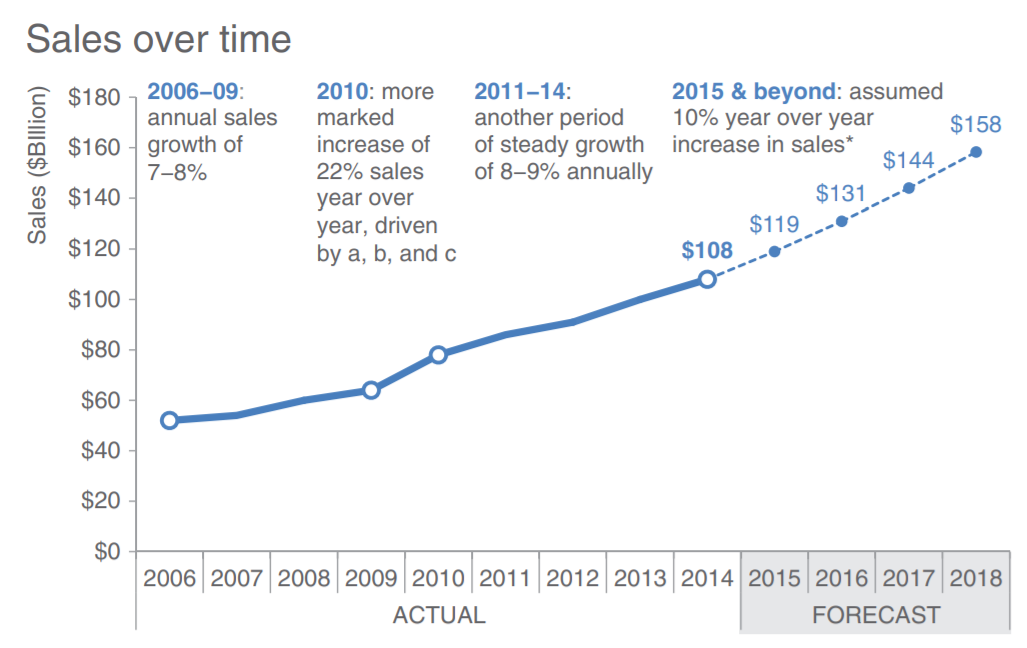 Sales over time
Sales ($BIllion)
$180
$160
$140
$120
$100
$80
$60
$40
$20
$0
2006–09:
annual sales
growth of
7–8%
2010: more
marked
increase of
22% sales
year over
year, driven
by a, b, and c
2011–14:
another period
of steady growth
of 8–9% annually
2015 & beyond: assumed
10% year over year
increase in sales*
$108
$119
$131
$144
$158
2006 2007 2008 2009 2010 2011 2012 2013 2014 2015 2016 2017 2018
ACTUAL FORECAST